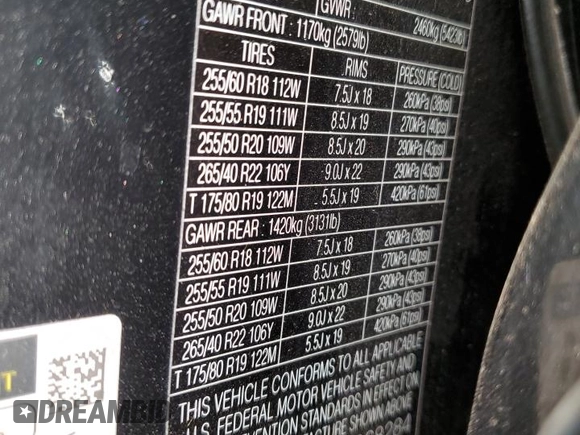 GVWR: 2460kg (5423lb)
GAWR FRONT: 1170kg (2579lb)
TIRES RIMS PRESSURE (COLD)
255/60 R18 112W 7.5J x 18 260kPa (38psi)
255/55 R19 111W 8.5J x 19 270kPa (40psi)
255/50 R20 109W 8.5J x 20 290kPa (43psi)
265/40 R22 106Y 9.0J x 22 290kPa (43psi)
T 175/80 R19 122M 5.5J x 19 420kPa (61psi)
GAWR REAR: 1420kg (3131lb)
255/60 R18 112W 7.5J x 18 260kPa (38psi)
255/55 R19 111W 8.5J x 19 270kPa (40psi)
255/50 R20 109W 8.5J x 20 290kPa (43psi)
265/40 R22 106Y 9.0J x 22 290kPa (43psi)
T 175/80 R19 122M 5.5J x 19 420kPa (61psi)
THIS VEHICLE CONFORMS TO ALL APPLICABLE
U.S. FEDERAL MOTOR VEHICLE SAFETY AND
PREVENTION STANDARDS IN EFFECT ON
SHOWN ABOVE
68284
T
DREAMBID